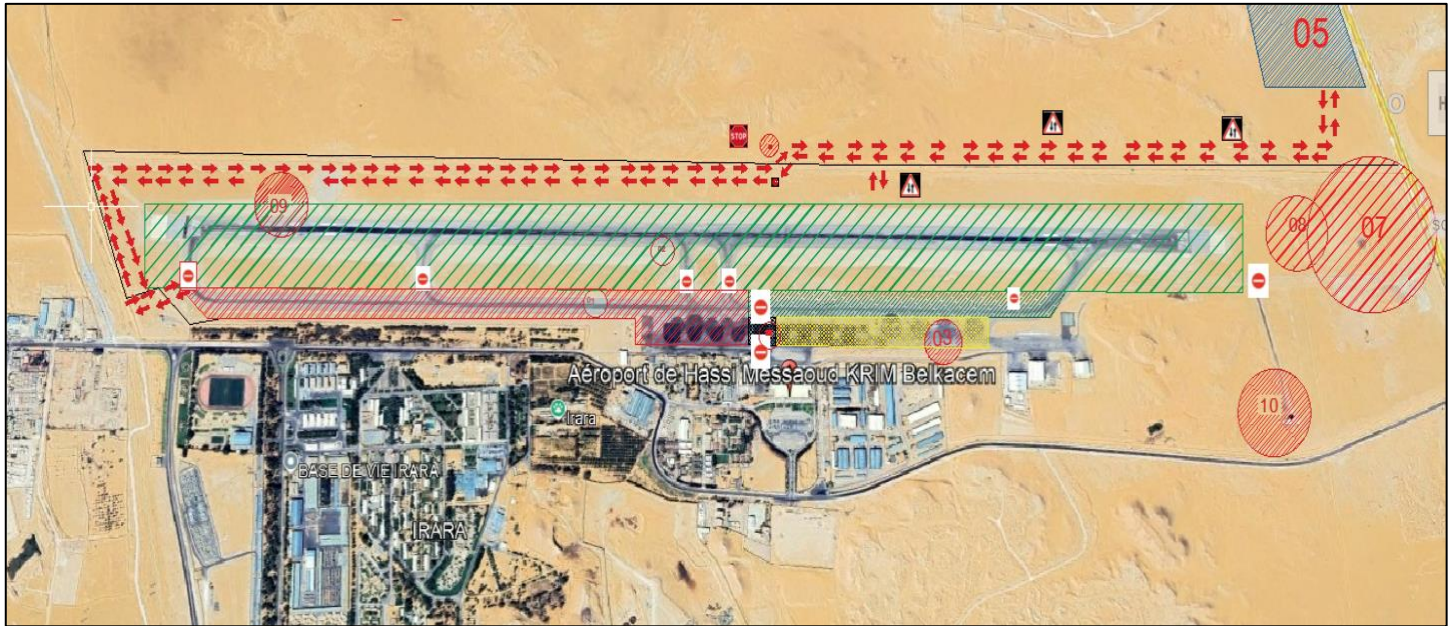 05
STOP
09
08
07
03
Aéroport de Hassi Messaoud KRIM Belkacem
10
Irara
BASE DE VIE IRARA
IRARA